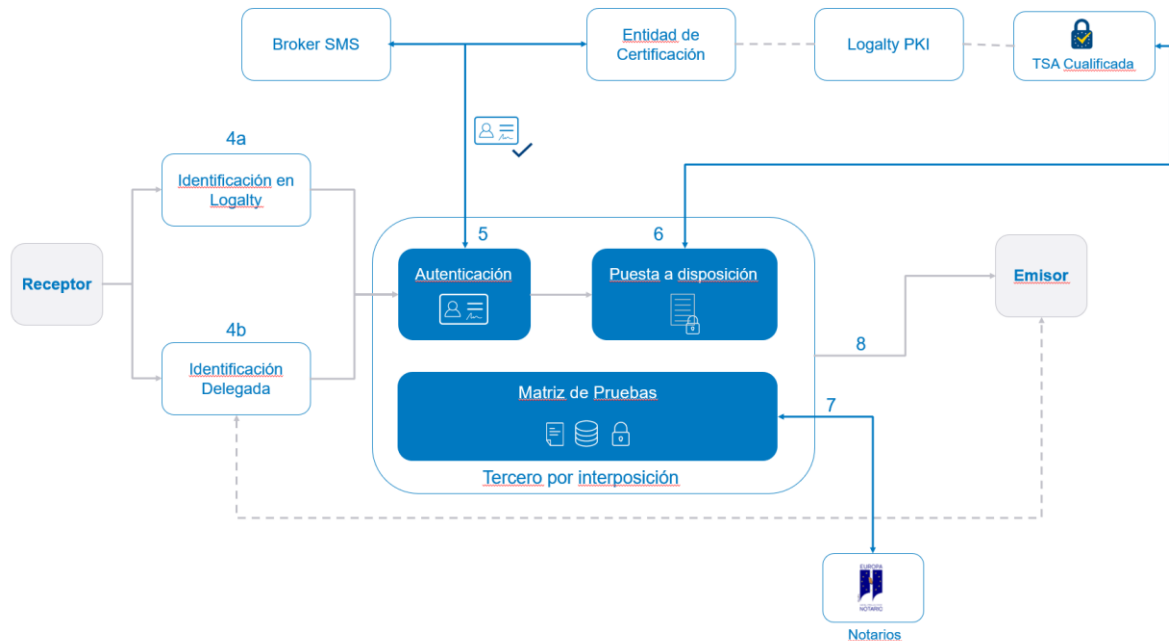 Broker SMS
Entidad de
Certificación
Logalty PKI
TSA Cualificada
4a
Identificación en
Logalty
5
6
Receptor
Autenticación
Puesta a disposición
Emisor
4b
Identificación
Delegada
8
Matriz de Pruebas
7
Tercero por interposición
EUROPA
NOTARIO
Notarios